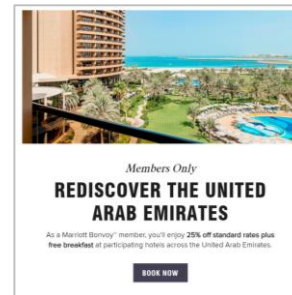 Members Only
REDISCOVER THE UNITED
ARAB EMIRATES
As a Marriott Bonvoy™ member, you'll enjoy 25% off standard rates plus
free breakfast at participating hotels across the United Arab Emirates.
BOOK NOW